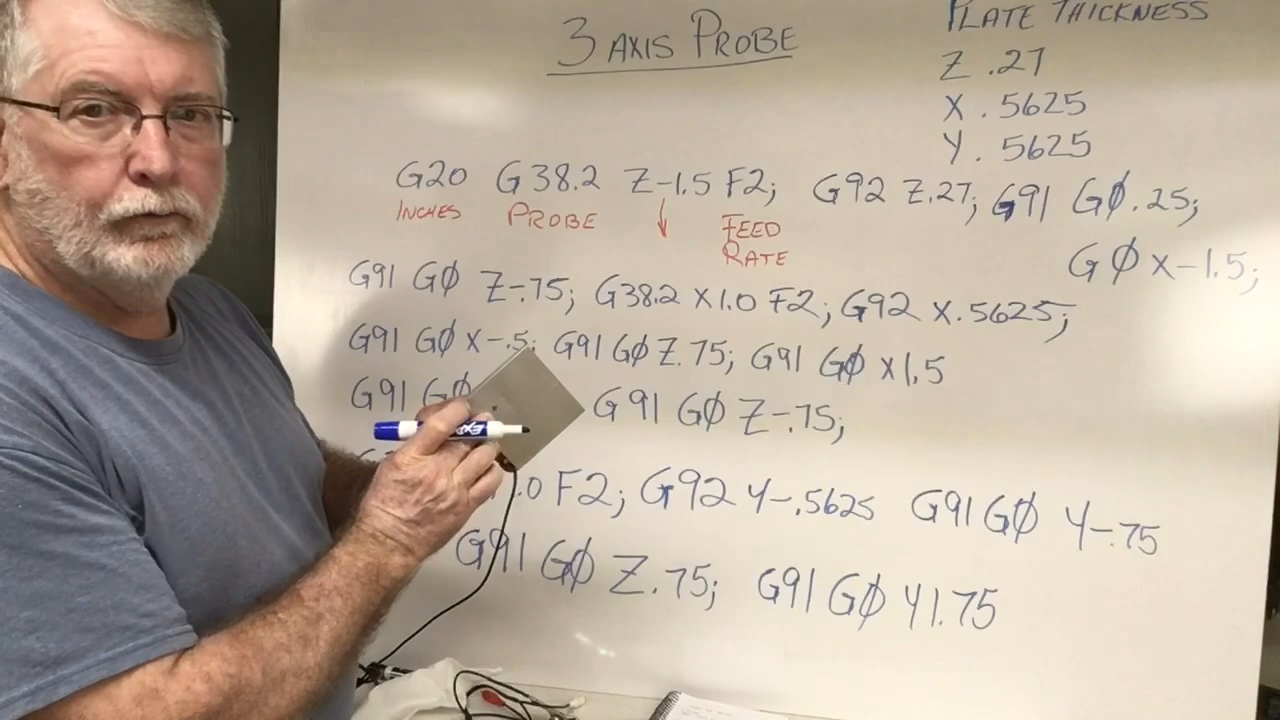 3 AXIS PROBE
PLATE THICKNESS
Z .27
X .5625
Y .5625
G20 G38.2 Z-1.5 F2; G92 Z.27; G91 GØ.25;
INCHES PROBE ↓ FEED RATE
GØ X-1.5;
G91 GØ Z-.75; G38.2 X1.0 F2; G92 X.5625;
G91 GØ X-.5; G91 GØ Z.75; G91 GØ X1.5
G91 GØ G91 GØ Z-.75;
.0 F2; G92 Y-.5625 G91 GØ Y-.75
G91 GØ Z.75; G91 GØ Y1.75